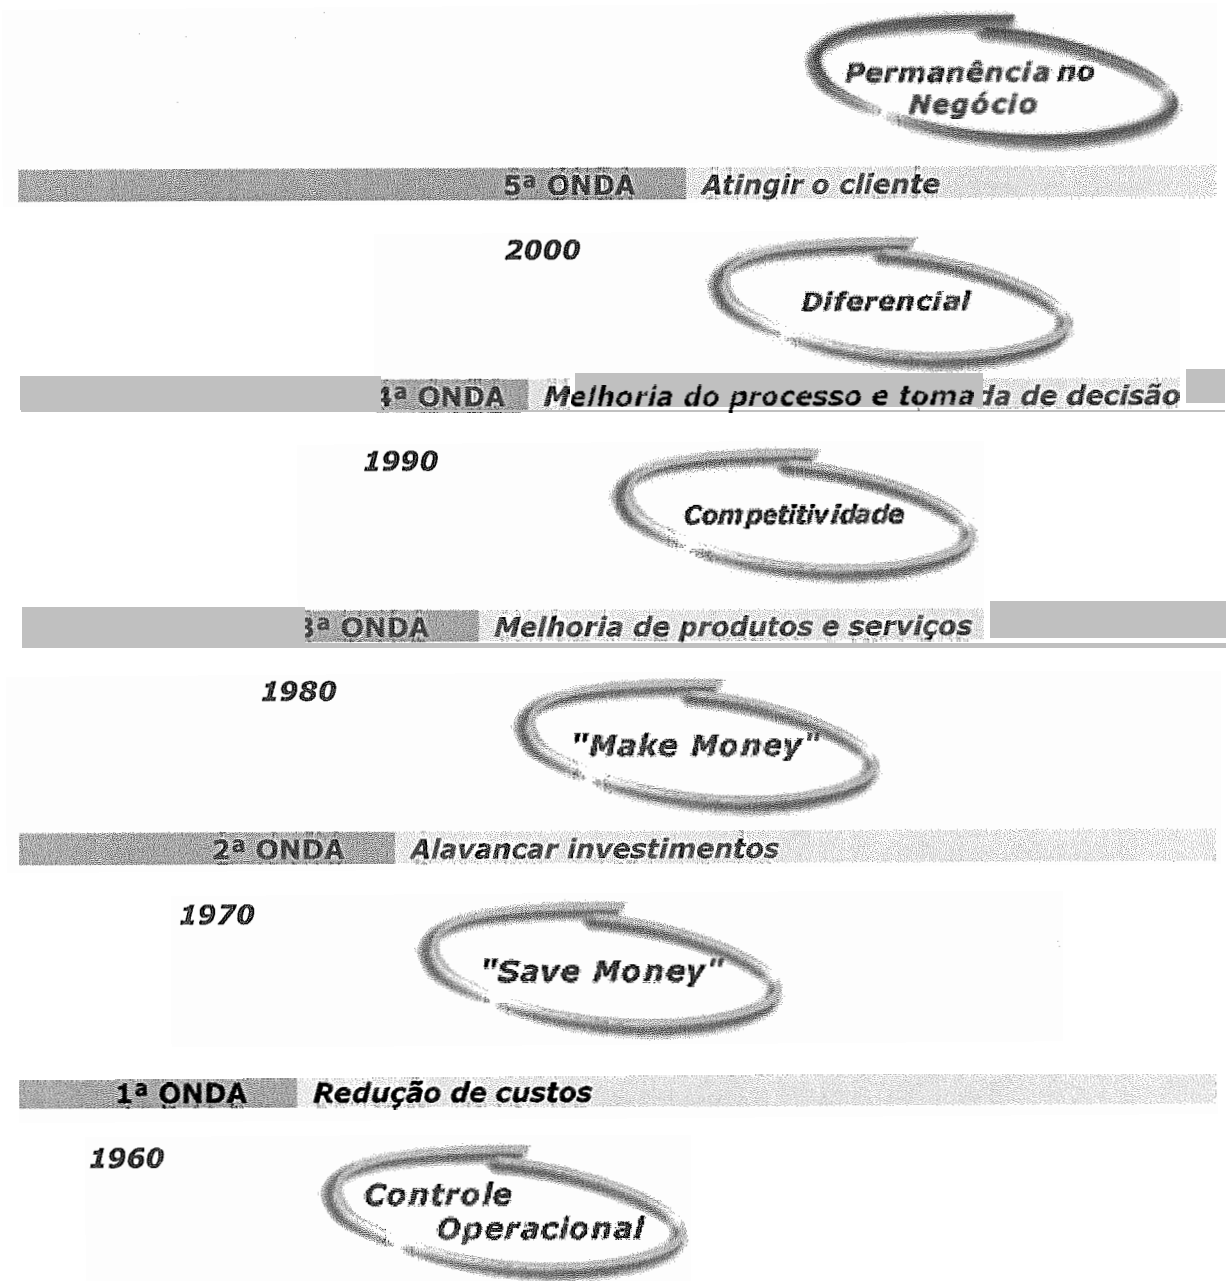 Permanência no
Negócio
5ª ONDA Atingir o cliente
2000
Diferencial
4ª ONDA Melhoria do processo e tomada de decisão
1990
Competitividade
3ª ONDA Melhoria de produtos e serviços
1980
"Make Money"
2ª ONDA Alavancar investimentos
1970
"Save Money"
1ª ONDA Redução de custos
1960
Controle
Operacional